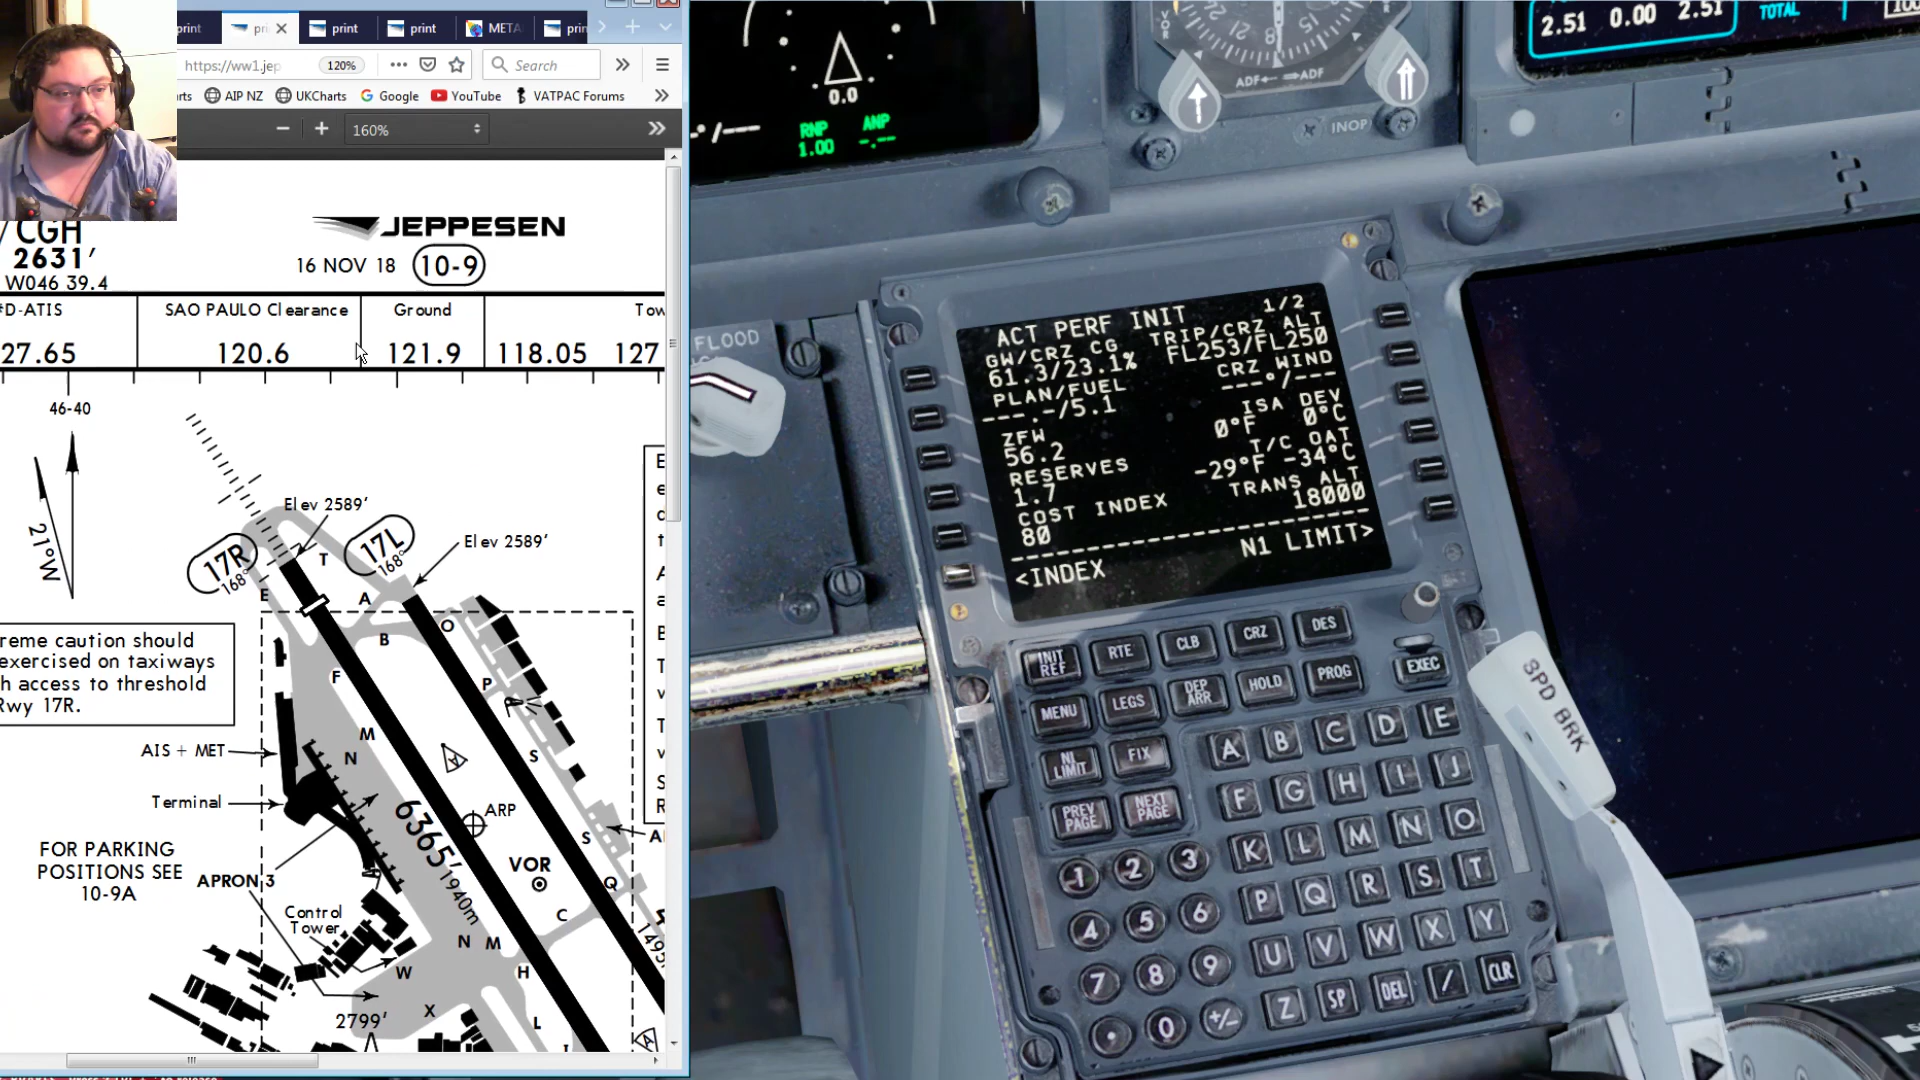 print
pri
print
print
META
prin
https://ww1.jep
120%
Search
rts
AIP NZ
UKCharts
Google
YouTube
VATPAC Forums
160%
/CGH
2631'
W046 39.4
JEPPESEN
16 NOV 18
10-9
D-ATIS
SAO PAULO Clearance
Ground
Tow
27.65
120.6
121.9
118.05
127
46-40
21°W
Elev 2589'
17R
168°
17L
168°
Elev 2589'
T
E
A
B
O
F
P
M
N
S
reme caution should
exercised on taxiways
h access to threshold
Rwy 17R.
AIS + MET
Terminal
6365'
1940m
ARP
S
VOR
Q
C
FOR PARKING
POSITIONS SEE
10-9A
APRON 3
Control
Tower
N
M
W
H
X
L
2799'
A
0.0
RNP
1.00
ANP
-.--
-°/---
VOR
ADF
ADF
INOP
2.51
0.00
2.51
TOTAL
FLOOD
ACT PERF INIT
1/2
GW/CRZ CG
TRIP/CRZ ALT
61.3/23.1%
FL253/FL250
PLAN/FUEL
CRZ WIND
---.-/5.1
---°/---
ZFW
ISA DEV
56.2
0°F 0°C
RESERVES
T/C OAT
1.7
-29°F -34°C
COST INDEX
TRANS ALT
80
18000
<INDEX
N1 LIMIT>
INIT
REF
RTE
CLB
CRZ
DES
MENU
LEGS
DEP
ARR
HOLD
PROG
EXEC
N1
LIMIT
FIX
PREV
PAGE
NEXT
PAGE
A B C D E
F G H I J
K L M N O
P Q R S T
U V W X Y
Z SP DEL / CLR
1 2 3
4 5 6
7 8 9
. 0 +/-
SPD BRK